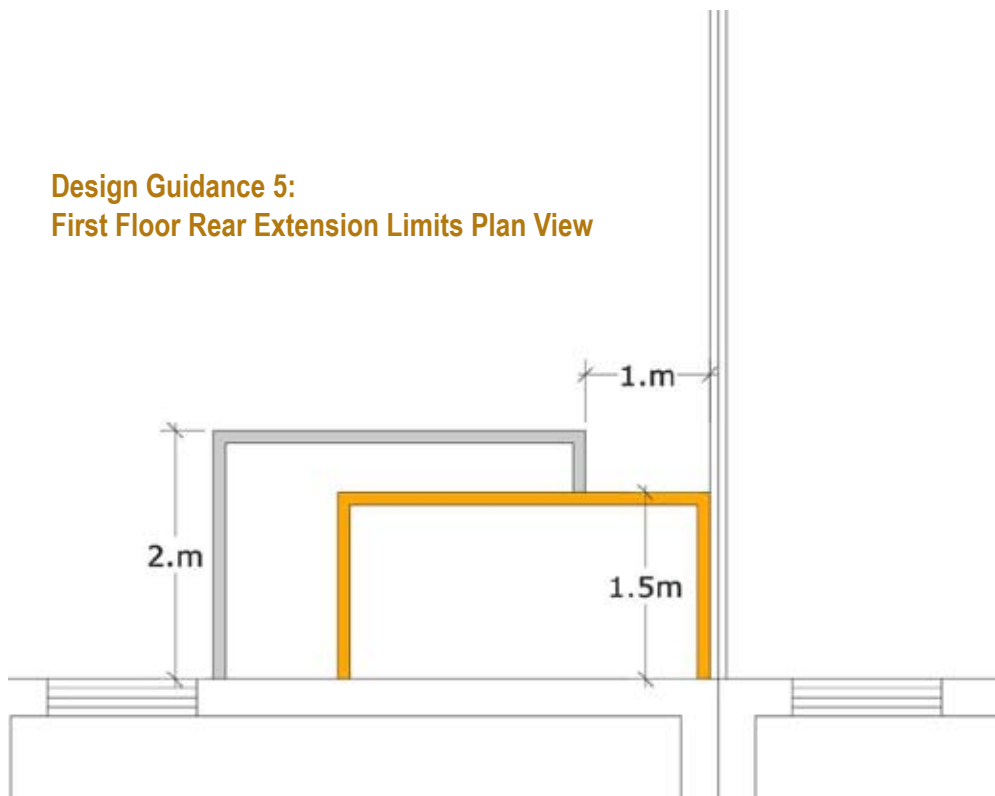 Design Guidance 5:
First Floor Rear Extension Limits Plan View
1.m
2.m
1.5m